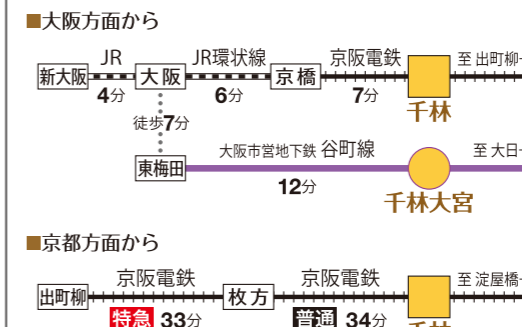 ■大阪方面から
JR
JR環状線
京阪電鉄
至 出町柳
新大阪
大阪
京橋
4分
6分
7分
千林
徒歩7分
大阪市営地下鉄 谷町線
至 大日
東梅田
12分
千林大宮
■京都方面から
京阪電鉄
京阪電鉄
至 淀屋橋
出町柳
枚方
特急 33分
普通 34分
千林